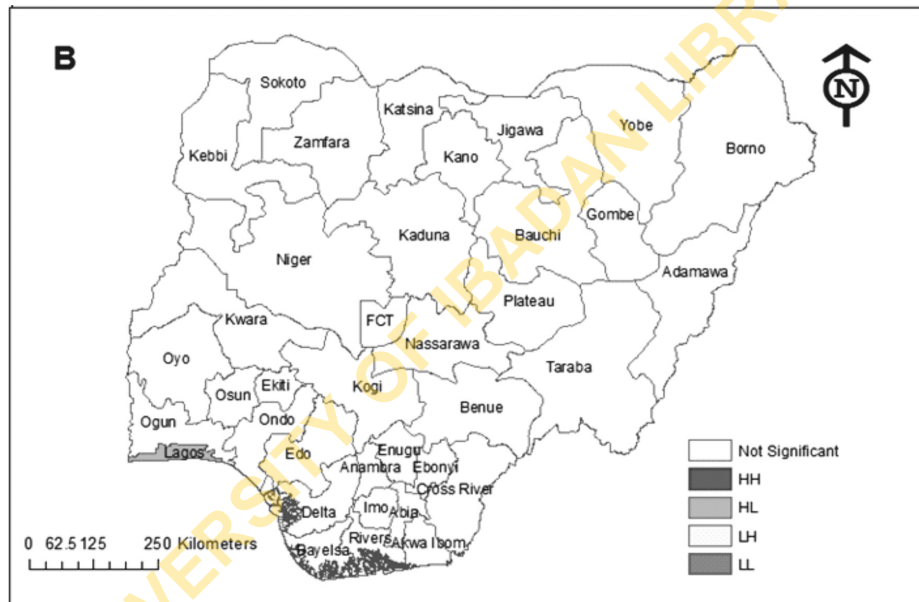 B
N
Sokoto
Katsina
Jigawa
Yobe
Borno
Kebbi
Zamfara
Kano
Gombe
Kaduna
Bauchi
Niger
Adamawa
Plateau
FCT
Kwara
Nassarawa
Oyo
Taraba
Ekiti
Kogi
Osun
Benue
Ogun
Ondo
Lagos
Edo
Enugu
Anambra
Ebonyi
Cross River
Delta
Imo
Abia
Rivers
Bayelsa
Akwa Ibom
Not Significant
HH
HL
LH
LL
0 62.5 125 250 Kilometers
UNIVERSITY OF IBADAN LIBRA